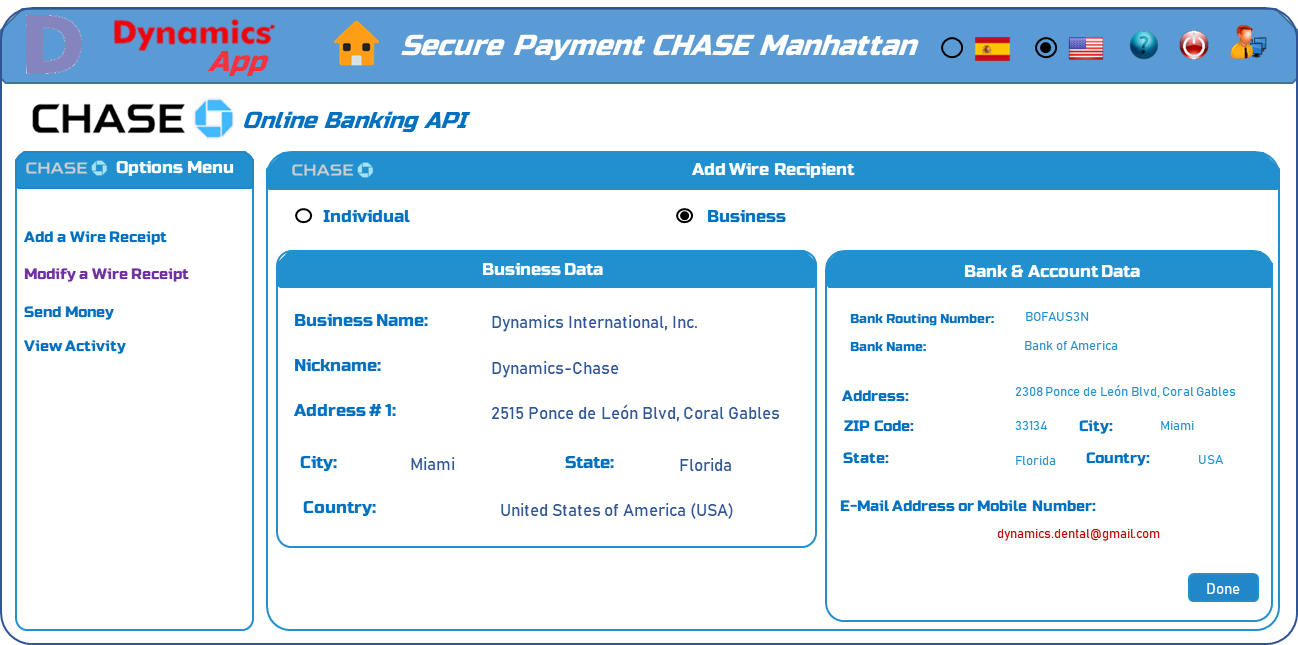 D Dynamics App Secure Payment CHASE Manhattan ?
CHASE Online Banking API
CHASE Options Menu
Add a Wire Receipt
Modify a Wire Receipt
Send Money
View Activity
CHASE Add Wire Recipient
Individual Business
Business Data
Business Name: Dynamics International, Inc.
Nickname: Dynamics-Chase
Address # 1: 2515 Ponce de León Blvd, Coral Gables
City: Miami State: Florida
Country: United States of America (USA)
Bank & Account Data
Bank Routing Number: BOFAUS3N
Bank Name: Bank of America
Address: 2308 Ponce de León Blvd, Coral Gables
ZIP Code: 33134 City: Miami
State: Florida Country: USA
E-Mail Address or Mobile Number:
dynamics.dental@gmail.com
Done